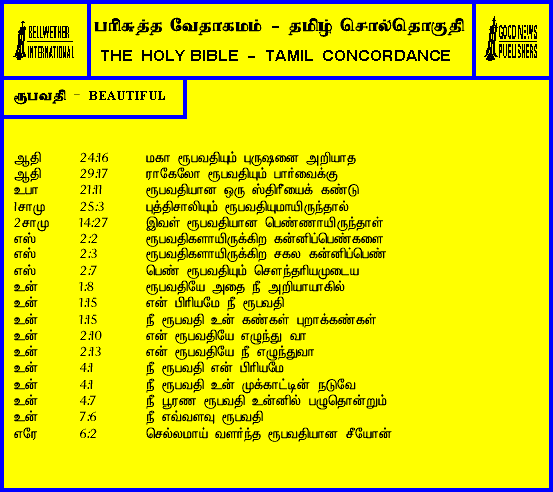 BELLWETHER
INTERNATIONAL
பரிசுத்த வேதாகமம் - தமிழ் சொல்தொகுதி
THE HOLY BIBLE - TAMIL CONCORDANCE
GOOD NEWS
PUBLISHERS
ரூபவதி - BEAUTIFUL
ஆதி 24:16 மகா ரூபவதியும் புருஷனை அறியாத
ஆதி 29:17 ராகேலோ ரூபவதியும் பார்வைக்கு
உபா 21:11 ரூபவதியான ஒரு ஸ்திரீயைக் கண்டு
1சாமு 25:3 புத்திசாலியும் ரூபவதியுமாயிருந்தால்
2சாமு 14:27 இவள் ரூபவதியான பெண்ணாயிருந்தாள்
எஸ் 2:2 ரூபவதிகளாயிருக்கிற கன்னிப்பெண்களை
எஸ் 2:3 ரூபவதிகளாயிருக்கிற சகல கன்னிப்பெண்
எஸ் 2:7 பெண் ரூபவதியும் சௌந்தரியமுடைய
உன் 1:8 ரூபவதியே அதை நீ அறியாயாகில்
உன் 1:15 என் பிரியமே நீ ரூபவதி
உன் 1:15 நீ ரூபவதி உன் கண்கள் புறாக்கண்கள்
உன் 2:10 என் ரூபவதியே எழுந்து வா
உன் 2:13 என் ரூபவதியே நீ எழுந்துவா
உன் 4:1 நீ ரூபவதி என் பிரியமே
உன் 4:1 நீ ரூபவதி உன் முக்காட்டின் நடுவே
உன் 4:7 நீ பூரண ரூபவதி உன்னில் பழுதொன்றும்
உன் 7:6 நீ எவ்வளவு ரூபவதி
எரே 6:2 செல்லமாய் வளர்ந்த ரூபவதியான சீயோன்